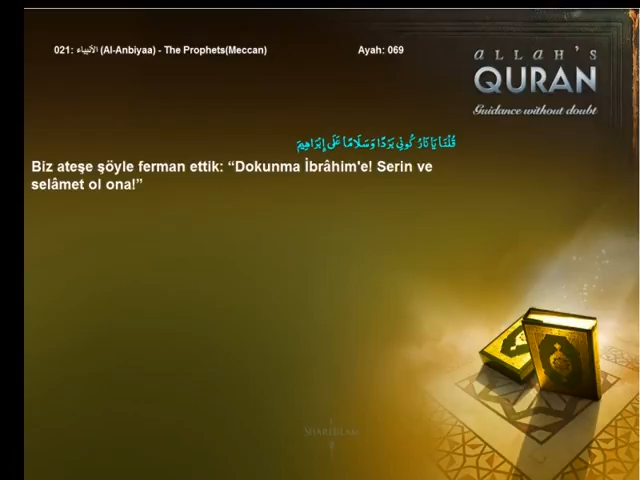 021: الأنبياء (Al-Anbiyaa) - The Prophets(Meccan) Ayah: 069
ALLAH'S
QURAN
Guidance without doubt
قُلْنَا يَا نَارُ كُونِي بَرْدًا وَسَلَامًا عَلَى إِبْرَاهِيمَ
Biz ateşe şöyle ferman ettik: “Dokunma İbrâhim'e! Serin ve
selâmet ol ona!”
SHAREISLAM